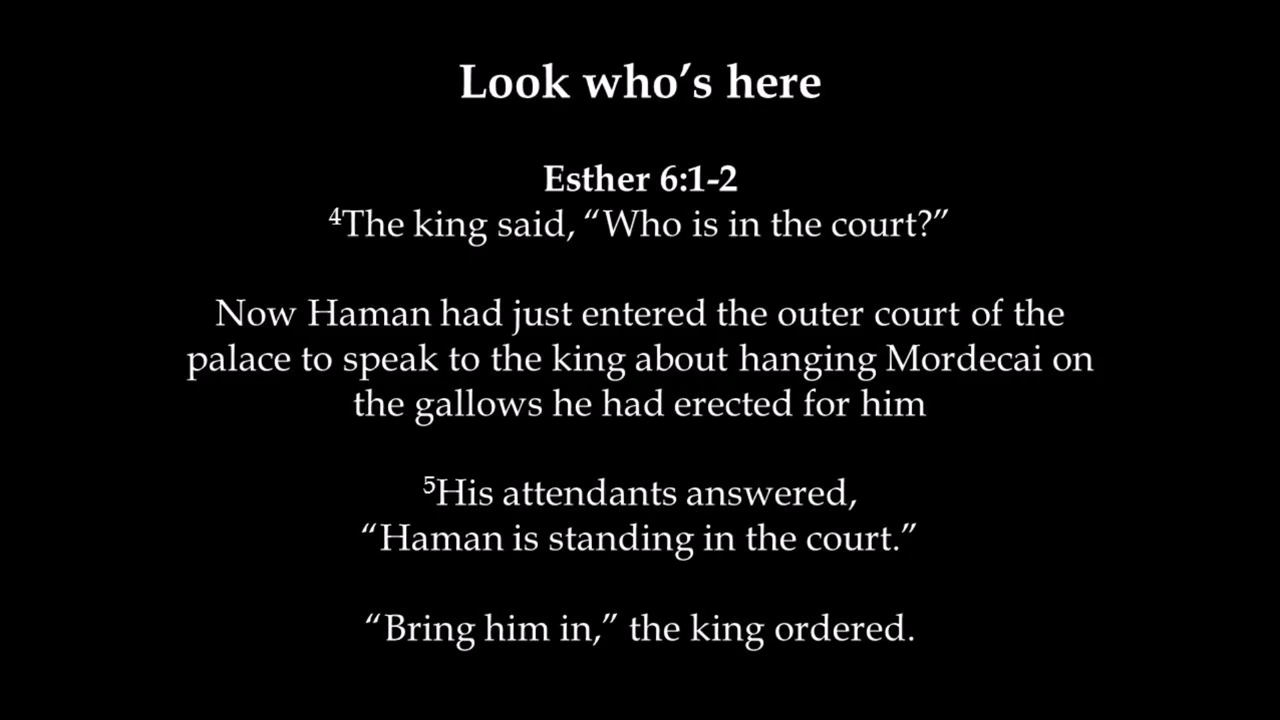 Look who’s here
Esther 6:1-2
⁴The king said, “Who is in the court?”
Now Haman had just entered the outer court of the
palace to speak to the king about hanging Mordecai on
the gallows he had erected for him
⁵His attendants answered,
“Haman is standing in the court.”
“Bring him in,” the king ordered.